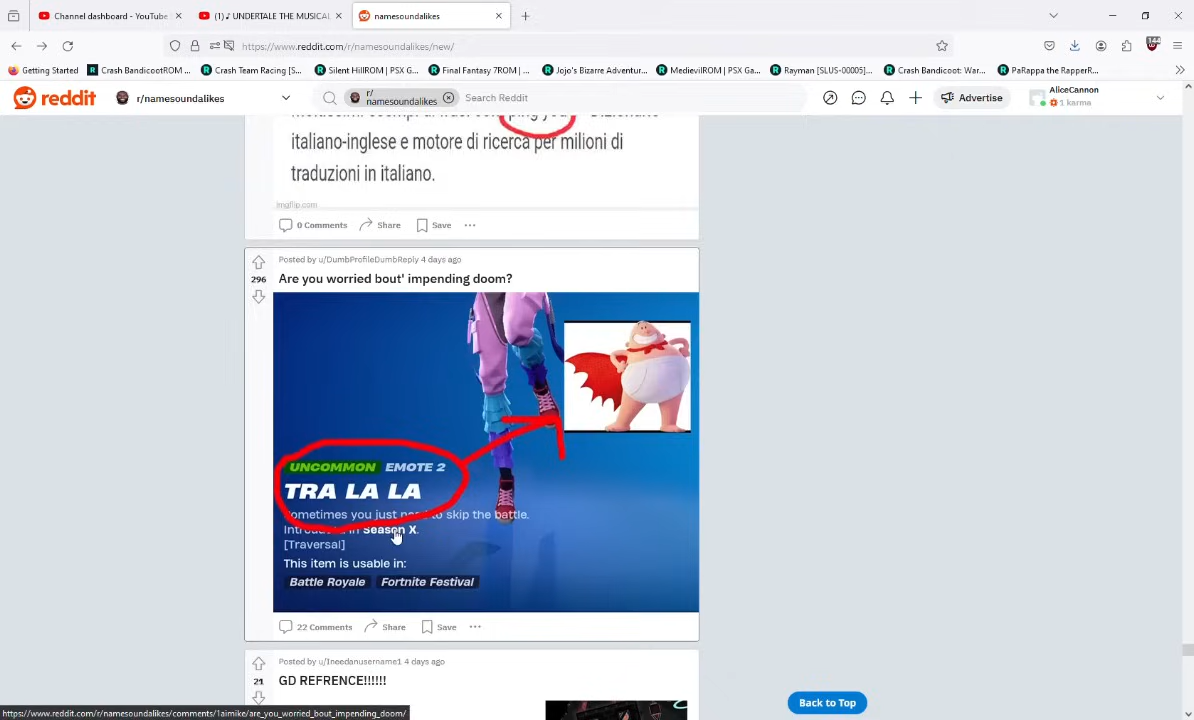 Channel dashboard - YouTube
(1) ♪ UNDERTALE THE MUSICAL
namesoundalikes
https://www.reddit.com/r/namesoundalikes/new/
144
Getting Started
Crash BandicootROM ...
Crash Team Racing [S...
Silent HillROM | PSX G...
Final Fantasy 7ROM | ...
Jojo's Bizarre Adventur...
MedievilROM | PSX Ga...
Rayman [SLUS-00005]...
Crash Bandicoot: War...
PaRappa the RapperR...
reddit
r/namesoundalikes
r/
namesoundalikes
Search Reddit
Advertise
AliceCannon
1 karma
italiano-inglese e motore di ricerca per milioni di
traduzioni in italiano.
imgflip.com
0 Comments Share Save ...
Posted by u/DumbProfileDumbReply 4 days ago
296
Are you worried bout' impending doom?
UNCOMMON EMOTE 2
TRA LA LA
Sometimes you just need to skip the battle.
Introduced in Season X.
[Traversal]
This item is usable in:
Battle Royale Fortnite Festival
22 Comments Share Save ...
Posted by u/Ineedanusername1 4 days ago
21
GD REFRENCE!!!!!!
Back to Top
https://www.reddit.com/r/namesoundalikes/comments/1aimike/are_you_worried_bout_impending_doom/